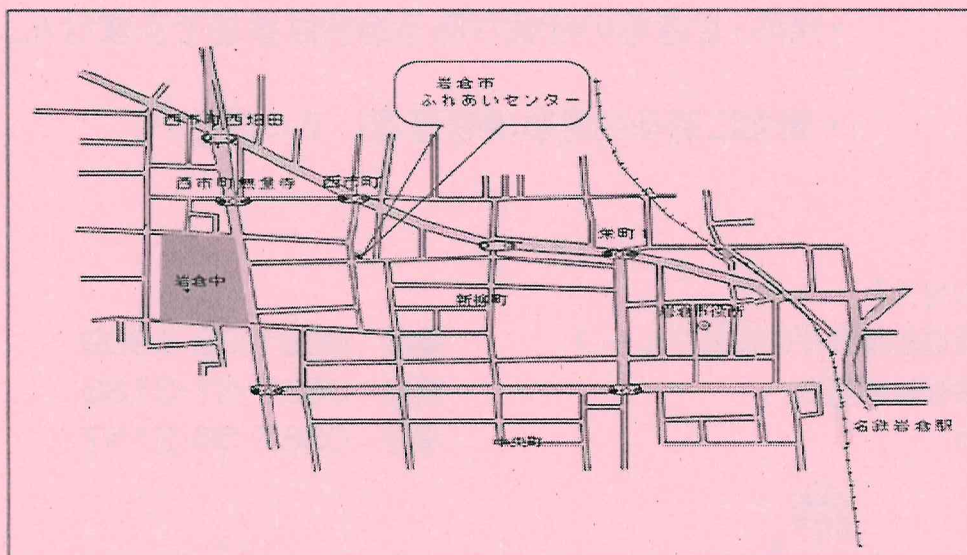 岩倉市
ふれあいセンター
西市町西畑田
西市町無量寺
西市町
栄町
岩倉中
新柳町
岩倉市役所
中央町
名鉄岩倉駅